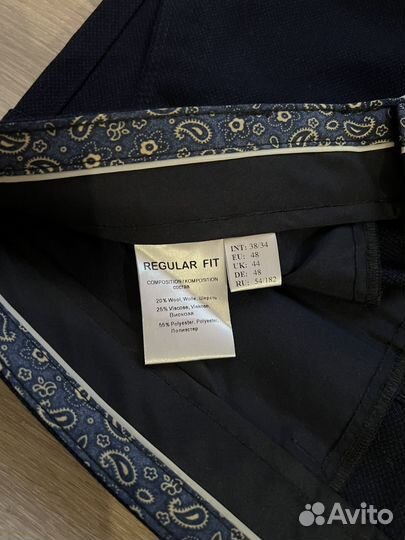 REGULAR FIT
COMPOSITION / KOMPOSITION
состав
20% Wool, Wolle, Шерсть
25% Viscose, Viskose,
Вискоза
55% Polyester, Polyester,
Полиэстер
INT: 38/34
EU: 48
UK: 44
DE: 48
RU: 54/182
Avito